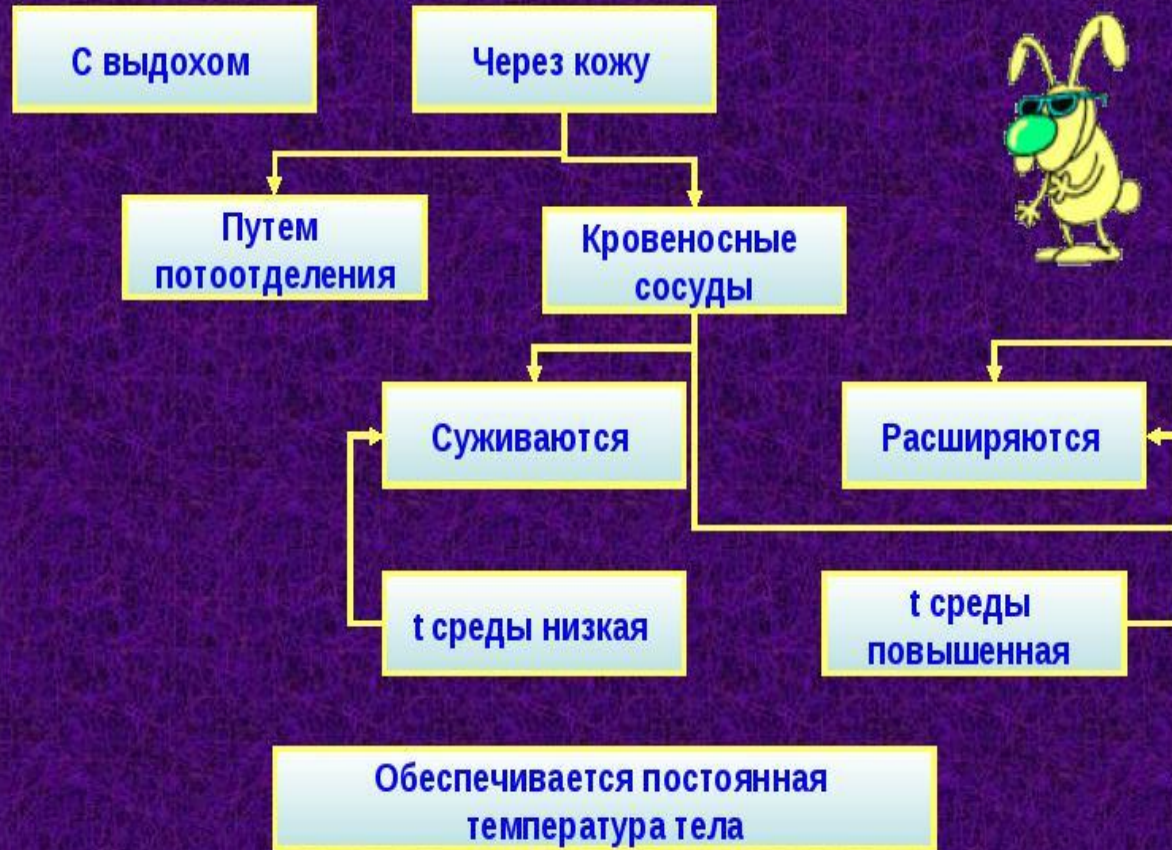 С выдохом
Через кожу
Путем
потоотделения
Кровеносные
сосуды
Суживаются
Расширяются
t среды низкая
t среды
повышенная
Обеспечивается постоянная
температура тела